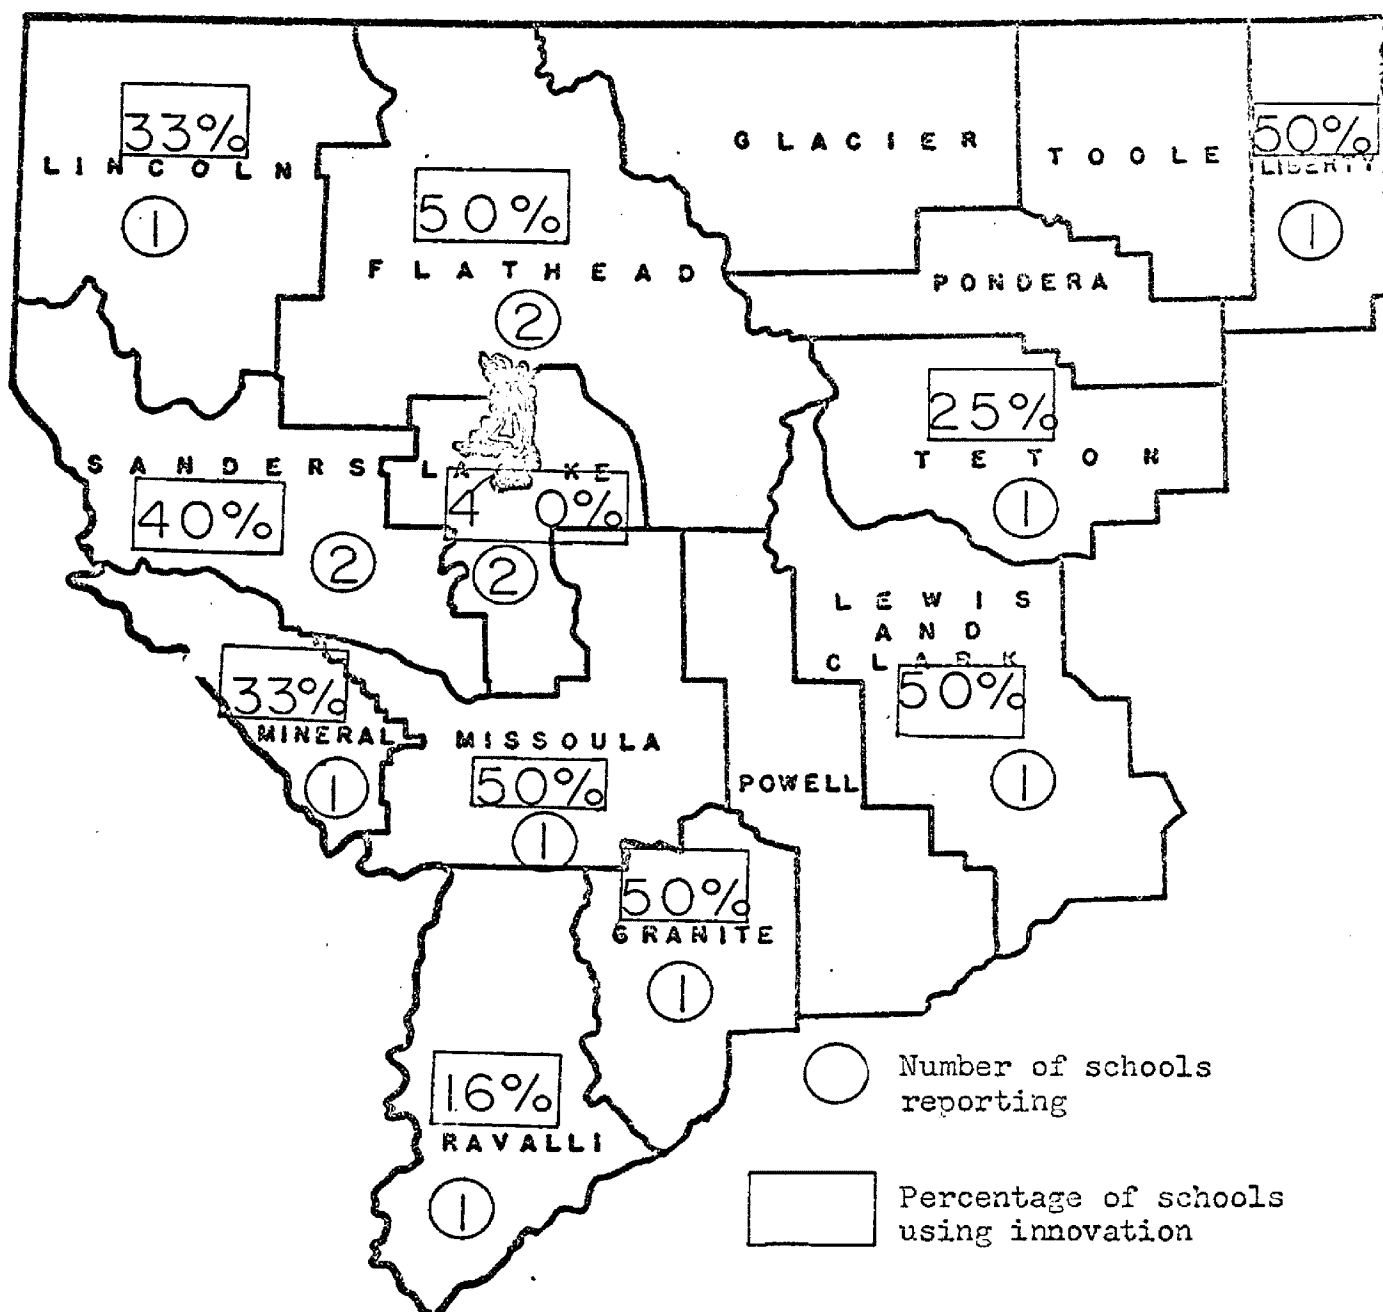 33%
LINCOLN
1
50%
FLATHEAD
2
GLACIER
TOOLE
50%
LIBERTY
1
PONDERA
25%
TETON
1
SANDERS
40%
2
LAKE
40%
2
LEWIS
AND
CLARK
50%
1
33%
MINERAL
1
MISSOULA
50%
1
POWELL
50%
GRANITE
1
16%
RAVALLI
1
Number of schools
reporting
Percentage of schools
using innovation